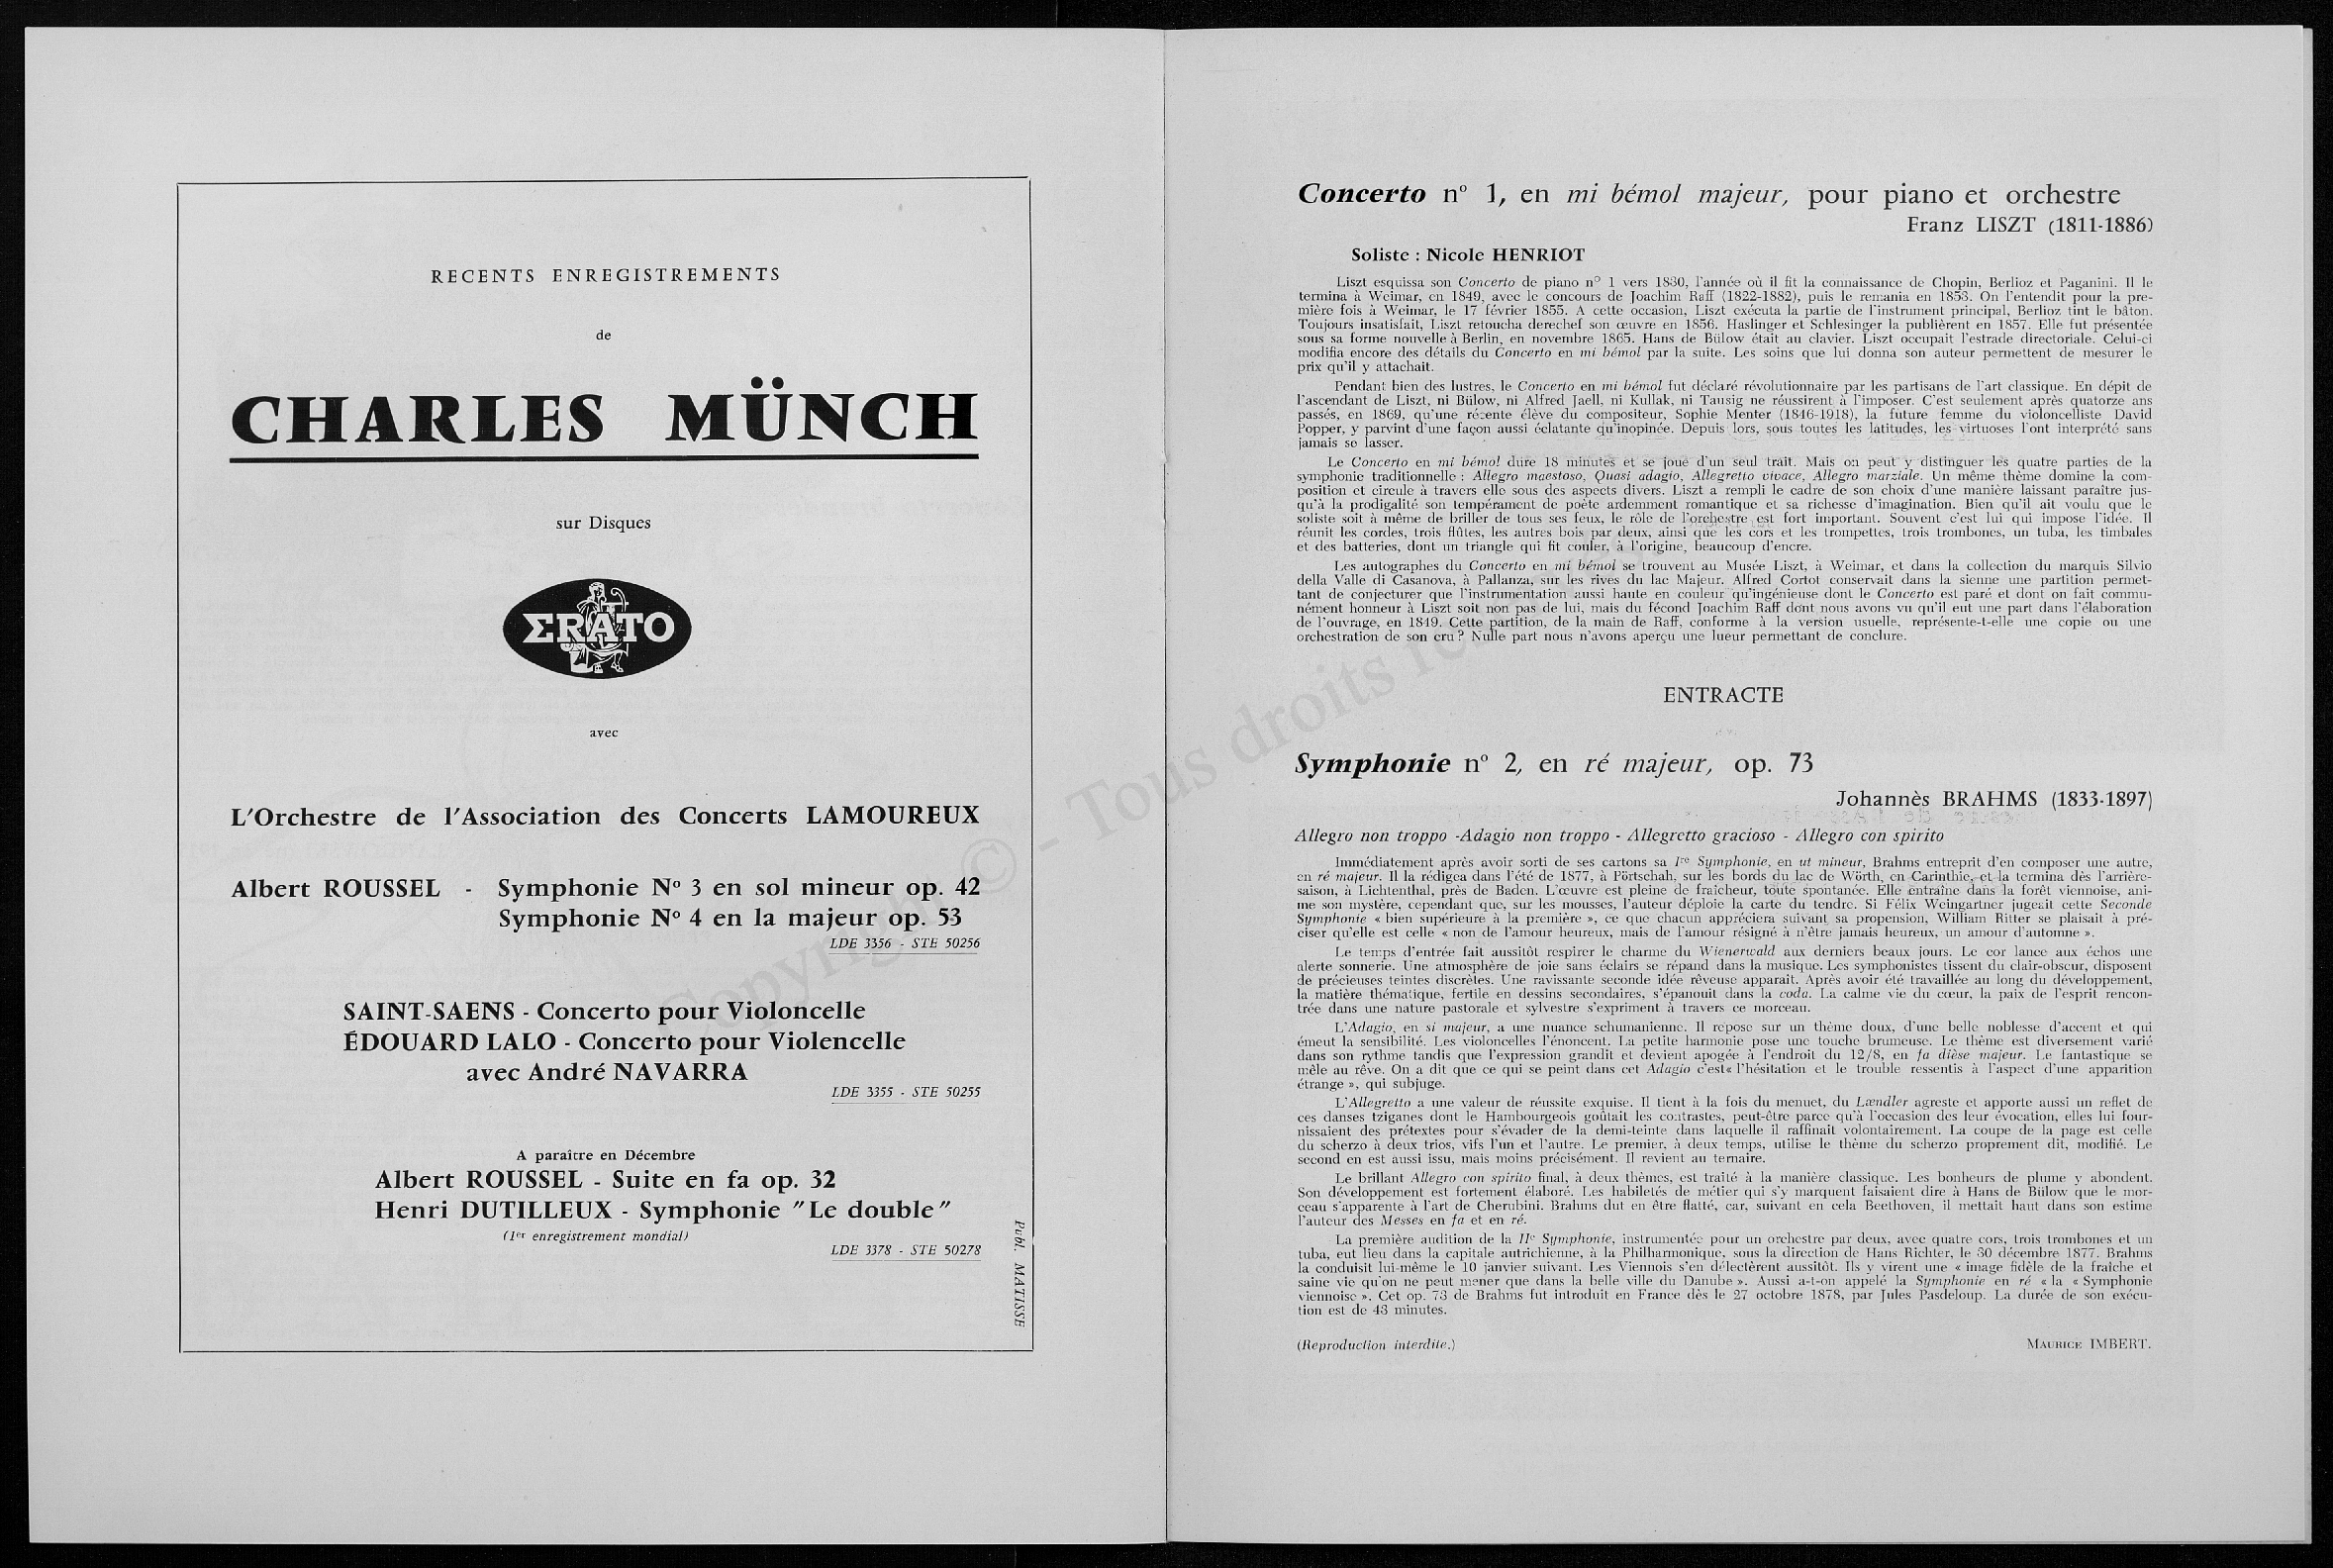 RECENTS ENREGISTREMENTS
de
CHARLES MÜNCH
sur Disques
ERATO
avec
L'Orchestre de l'Association des Concerts LAMOUREUX
Albert ROUSSEL - Symphonie Nº 3 en sol mineur op. 42
Symphonie Nº 4 en la majeur op. 53
LDE 3356 - STE 50256
SAINT-SAENS - Concerto pour Violoncelle
ÉDOUARD LALO - Concerto pour Violencelle
avec André NAVARRA
LDE 3355 - STE 50255
A paraître en Décembre
Albert ROUSSEL - Suite en fa op. 32
Henri DUTILLEUX - Symphonie "Le double"
(1er enregistrement mondial)
LDE 3378 - STE 50278
Publ. MATISSE
Concerto nº 1, en mi bémol majeur, pour piano et orchestre
Franz LISZT (1811-1886)
Soliste : Nicole HENRIOT
Liszt esquissa son Concerto de piano nº 1 vers 1830, l'année où il fit la connaissance de Chopin, Berlioz et Paganini. Il le
termina à Weimar, en 1849, avec le concours de Joachim Raff (1822-1882), puis le remania en 1853. On l'entendit pour la pre-
mière fois à Weimar, le 17 février 1855. A cette occasion, Liszt exécuta la partie de l'instrument principal, Berlioz tint le bâton.
Toujours insatisfait, Liszt retoucha derechef son œuvre en 1856. Haslinger et Schlesinger la publièrent en 1857. Elle fut présentée
sous sa forme nouvelle à Berlin, en novembre 1865. Hans de Bülow était au clavier. Liszt occupait l'estrade directoriale. Celui-ci
modifia encore des détails du Concerto en mi bémol par la suite. Les soins que lui donna son auteur permettent de mesurer le
prix qu'il y attachait.
Pendant bien des lustres, le Concerto en mi bémol fut déclaré révolutionnaire par les partisans de l'art classique. En dépit de
l'ascendant de Liszt, ni Bülow, ni Alfred Jaell, ni Kullak, ni Tausig ne réussirent à l'imposer. C'est seulement après quatorze ans
passés, en 1869, qu'une récente élève du compositeur, Sophie Menter (1846-1918), la future femme du violoncelliste David
Popper, y parvint d'une façon aussi éclatante qu'inopinée. Depuis lors, sous toutes les latitudes, les virtuoses l'ont interprété sans
jamais se lasser.
Le Concerto en mi bémol dure 18 minutes et se joue d'un seul trait. Mais on peut y distinguer les quatre parties de la
symphonie traditionnelle : Allegro maestoso, Quasi adagio, Allegretto vivace, Allegro marziale. Un même thème domine la com-
position et circule à travers elle sous des aspects divers. Liszt a rempli le cadre de son choix d'une manière laissant paraître jus-
qu'à la prodigalité son tempérament de poète ardemment romantique et sa richesse d'imagination. Bien qu'il ait voulu que le
soliste soit à même de briller de tous ses feux, le rôle de l'orchestre est fort important. Souvent c'est lui qui impose l'idée. Il
réunit les cordes, trois flûtes, les autres bois par deux, ainsi que les cors et les trompettes, trois trombones, un tuba, les timbales
et des batteries, dont un triangle qui fit couler, à l'origine, beaucoup d'encre.
Les autographes du Concerto en mi bémol se trouvent au Musée Liszt, à Weimar, et dans la collection du marquis Silvio
della Valle di Casanova, à Pallanza, sur les rives du lac Majeur. Alfred Cortot conservait dans la sienne une partition permet-
tant de conjecturer que l'instrumentation aussi haute en couleur qu'ingénieuse dont le Concerto est paré et dont on fait commu-
nément honneur à Liszt soit non pas de lui, mais du fécond Joachim Raff dont nous avons vu qu'il eut une part dans l'élaboration
de l'ouvrage, en 1849. Cette partition, de la main de Raff, conforme à la version usuelle, représente-t-elle une copie ou une
orchestration de son cru ? Nulle part nous n'avons aperçu une lueur permettant de conclure.
ENTRACTE
Symphonie nº 2, en ré majeur, op. 73
Johannès BRAHMS (1833-1897)
Allegro non troppo -Adagio non troppo - Allegretto gracioso - Allegro con spirito
Immédiatement après avoir sorti de ses cartons sa Ire Symphonie, en ut mineur, Brahms entreprit d'en composer une autre,
en ré majeur. Il la rédigea dans l'été de 1877, à Pörtschah, sur les bords du lac de Wörth, en Carinthie, et la termina dès l'arrière-
saison, à Lichtenthal, près de Baden. L'œuvre est pleine de fraîcheur, toute spontanée. Elle entraîne dans la forêt viennoise, ani-
me son mystère, cependant que, sur les mousses, l'auteur déploie la carte du tendre. Si Félix Weingartner jugeait cette Seconde
Symphonie « bien supérieure à la première », ce que chacun appréciera suivant sa propension, William Ritter se plaisait à pré-
ciser qu'elle est celle « non de l'amour heureux, mais de l'amour résigné à n'être jamais heureux, un amour d'automne ».
Le temps d'entrée fait aussitôt respirer le charme du Wienerwald aux derniers beaux jours. Le cor lance aux échos une
alerte sonnerie. Une atmosphère de joie sans éclairs se répand dans la musique. Les symphonistes tissent du clair-obscur, disposent
de précieuses teintes discrètes. Une ravissante seconde idée rêveuse apparait. Après avoir été travaillée au long du développement,
la matière thématique, fertile en dessins secondaires, s'épanouit dans la coda. La calme vie du cœur, la paix de l'esprit rencon-
trée dans une nature pastorale et sylvestre s'expriment à travers ce morceau.
L'Adagio, en si majeur, a une nuance schumanienne. Il repose sur un thème doux, d'une belle noblesse d'accent et qui
émeut la sensibilité. Les violoncelles l'énoncent. La petite harmonie pose une touche brumeuse. Le thème est diversement varié
dans son rythme tandis que l'expression grandit et devient apogée à l'endroit du 12/8, en fa dièse majeur. Le fantastique se
mêle au rêve. On a dit que ce qui se peint dans cet Adagio c'est« l'hésitation et le trouble ressentis à l'aspect d'une apparition
étrange », qui subjuge.
L'Allegretto a une valeur de réussite exquise. Il tient à la fois du menuet, du Lændler agreste et apporte aussi un reflet de
ces danses tziganes dont le Hambourgeois goûtait les contrastes, peut-être parce qu'à l'occasion des leur évocation, elles lui four-
nissaient des prétextes pour s'évader de la demi-teinte dans laquelle il raffinait volontairement. La coupe de la page est celle
du scherzo à deux trios, vifs l'un et l'autre. Le premier, à deux temps, utilise le thème du scherzo proprement dit, modifié. Le
second en est aussi issu, mais moins précisément. Il revient au ternaire.
Le brillant Allegro con spirito final, à deux thèmes, est traité à la manière classique. Les bonheurs de plume y abondent.
Son développement est fortement élaboré. Les habiletés de métier qui s'y marquent faisaient dire à Hans de Bülow que le mor-
ceau s'apparente à l'art de Cherubini. Brahms dut en être flatté, car, suivant en cela Beethoven, il mettait haut dans son estime
l'auteur des Messes en fa et en ré.
La première audition de la IIe Symphonie, instrumentée pour un orchestre par deux, avec quatre cors, trois trombones et un
tuba, eut lieu dans la capitale autrichienne, à la Philharmonique, sous la direction de Hans Richter, le 30 décembre 1877. Brahms
la conduisit lui-même le 10 janvier suivant. Les Viennois s'en délectèrent aussitôt. Ils y virent une « image fidèle de la fraîche et
saine vie qu'on ne peut mener que dans la belle ville du Danube ». Aussi a-t-on appelé la Symphonie en ré « la « Symphonie
viennoise ». Cet op. 73 de Brahms fut introduit en France dès le 27 octobre 1878, par Jules Pasdeloup. La durée de son exécu-
tion est de 43 minutes.
(Reproduction interdite.)
MAURICE IMBERT.
Copyright © - Tous droits